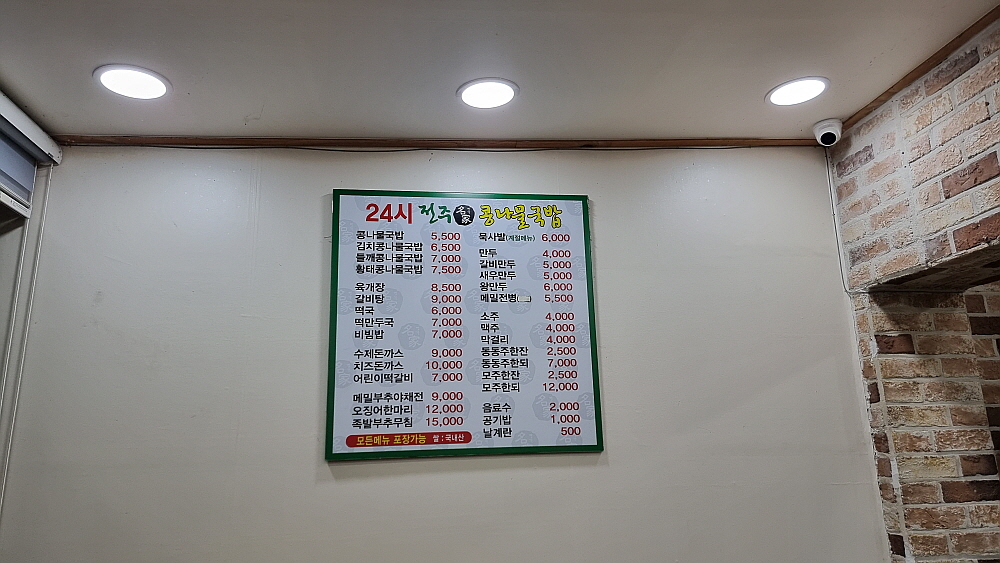 24시 전주 名家 콩나물국밥
콩나물국밥 5,500
김치콩나물국밥 6,500
들깨콩나물국밥 7,000
황태콩나물국밥 7,500
육개장 8,500
갈비탕 9,000
떡국 6,000
떡만두국 7,000
비빔밥 7,000
수제돈까스 9,000
치즈돈까스 10,000
어린이떡갈비 7,000
메밀부추야채전 9,000
오징어한마리 12,000
족발부추무침 15,000
모든메뉴 포장가능 쌀 : 국내산
묵사발(계절메뉴) 6,000
만두 4,000
갈비만두 5,000
새우만두 5,000
왕만두 6,000
메밀전병 5,500
소주 4,000
맥주 4,000
막걸리 4,000
동동주한잔 2,500
동동주한되 7,000
모주한잔 2,500
모주한되 12,000
음료수 2,000
공기밥 1,000
날계란 500